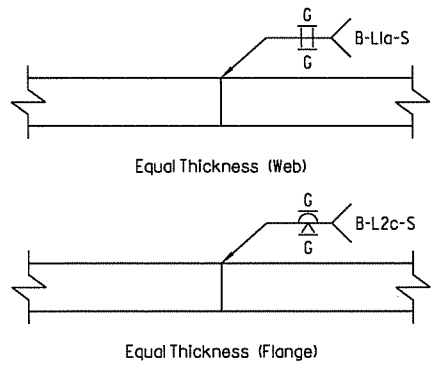 G
B-L1a-S
G
Equal Thickness (Web)
G
B-L2c-S
G
Equal Thickness (Flange)